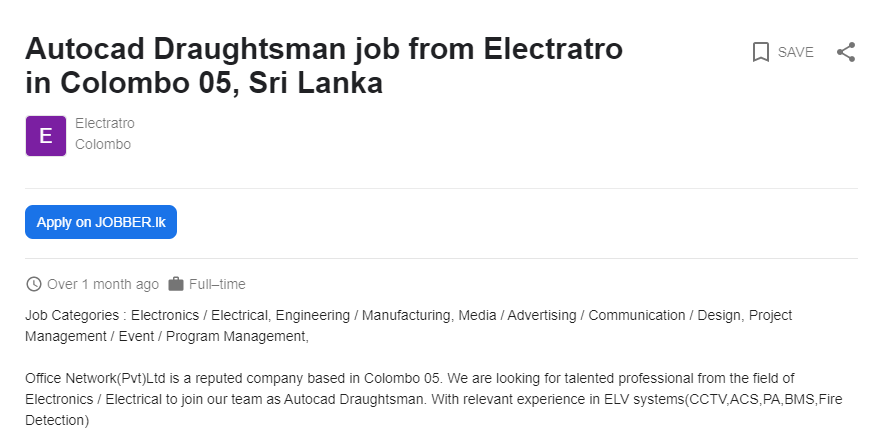 Autocad Draughtsman job from Electratro
in Colombo 05, Sri Lanka
SAVE
E
Electratro
Colombo
Apply on JOBBER.lk
Over 1 month ago Full–time
Job Categories : Electronics / Electrical, Engineering / Manufacturing, Media / Advertising / Communication / Design, Project
Management / Event / Program Management,
Office Network(Pvt)Ltd is a reputed company based in Colombo 05. We are looking for talented professional from the field of
Electronics / Electrical to join our team as Autocad Draughtsman. With relevant experience in ELV systems(CCTV,ACS,PA,BMS,Fire
Detection)